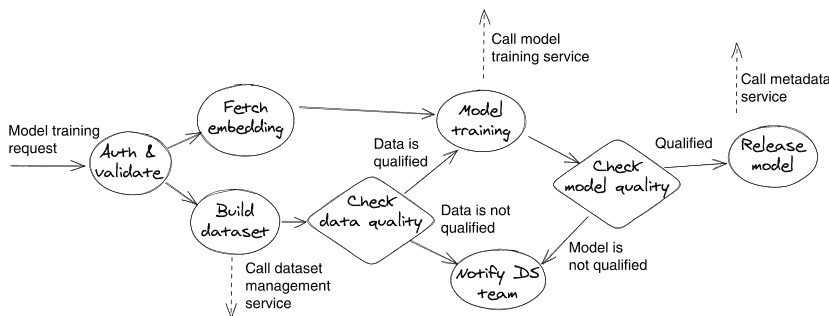 Call model
training service
Call metadata
service
Fetch
embedding
Model
training
Model training
request
Auth &
validate
Data is
qualified
Qualified
Release
model
Check
model quality
Build
dataset
Check
data quality
Data is not
qualified
Model is
not qualified
Call dataset
management
service
Notify DS
team